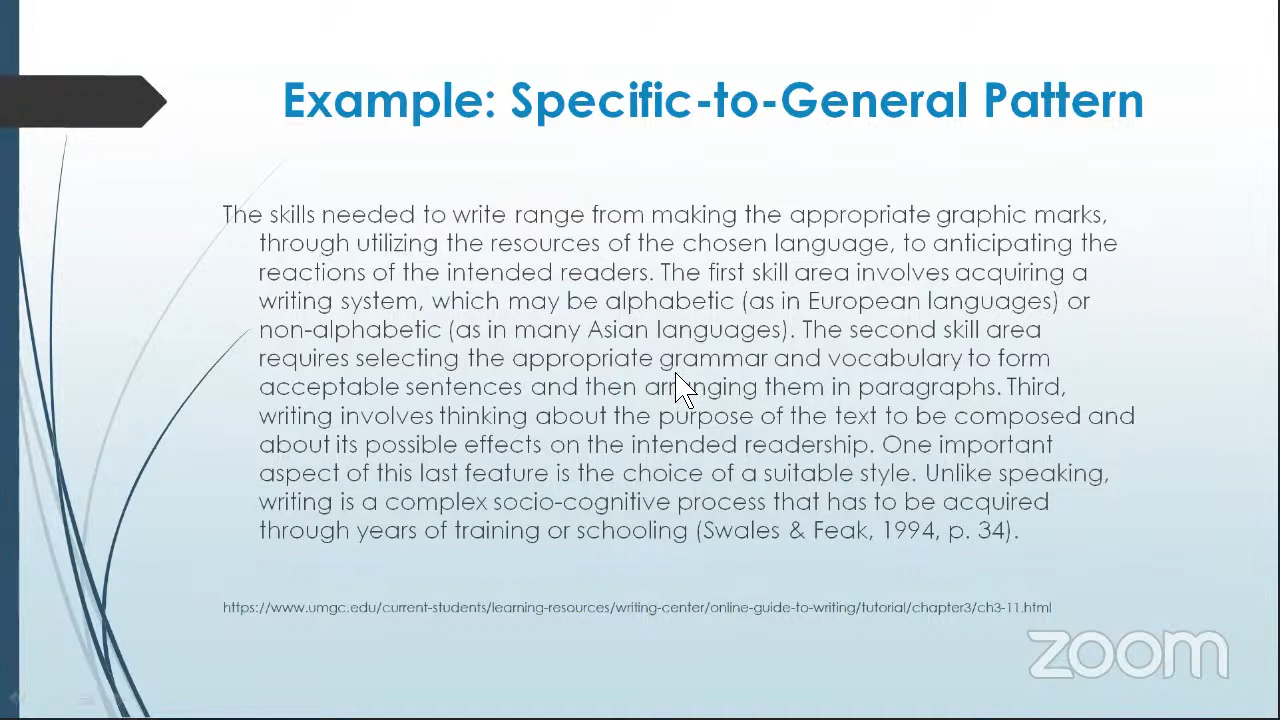 Example: Specific-to-General Pattern
The skills needed to write range from making the appropriate graphic marks,
through utilizing the resources of the chosen language, to anticipating the
reactions of the intended readers. The first skill area involves acquiring a
writing system, which may be alphabetic (as in European languages) or
non-alphabetic (as in many Asian languages). The second skill area
requires selecting the appropriate grammar and vocabulary to form
acceptable sentences and then arranging them in paragraphs. Third,
writing involves thinking about the purpose of the text to be composed and
about its possible effects on the intended readership. One important
aspect of this last feature is the choice of a suitable style. Unlike speaking,
writing is a complex socio-cognitive process that has to be acquired
through years of training or schooling (Swales & Feak, 1994, p. 34).
https://www.umgc.edu/current-students/learning-resources/writing-center/online-guide-to-writing/tutorial/chapter3/ch3-11.html
zoom